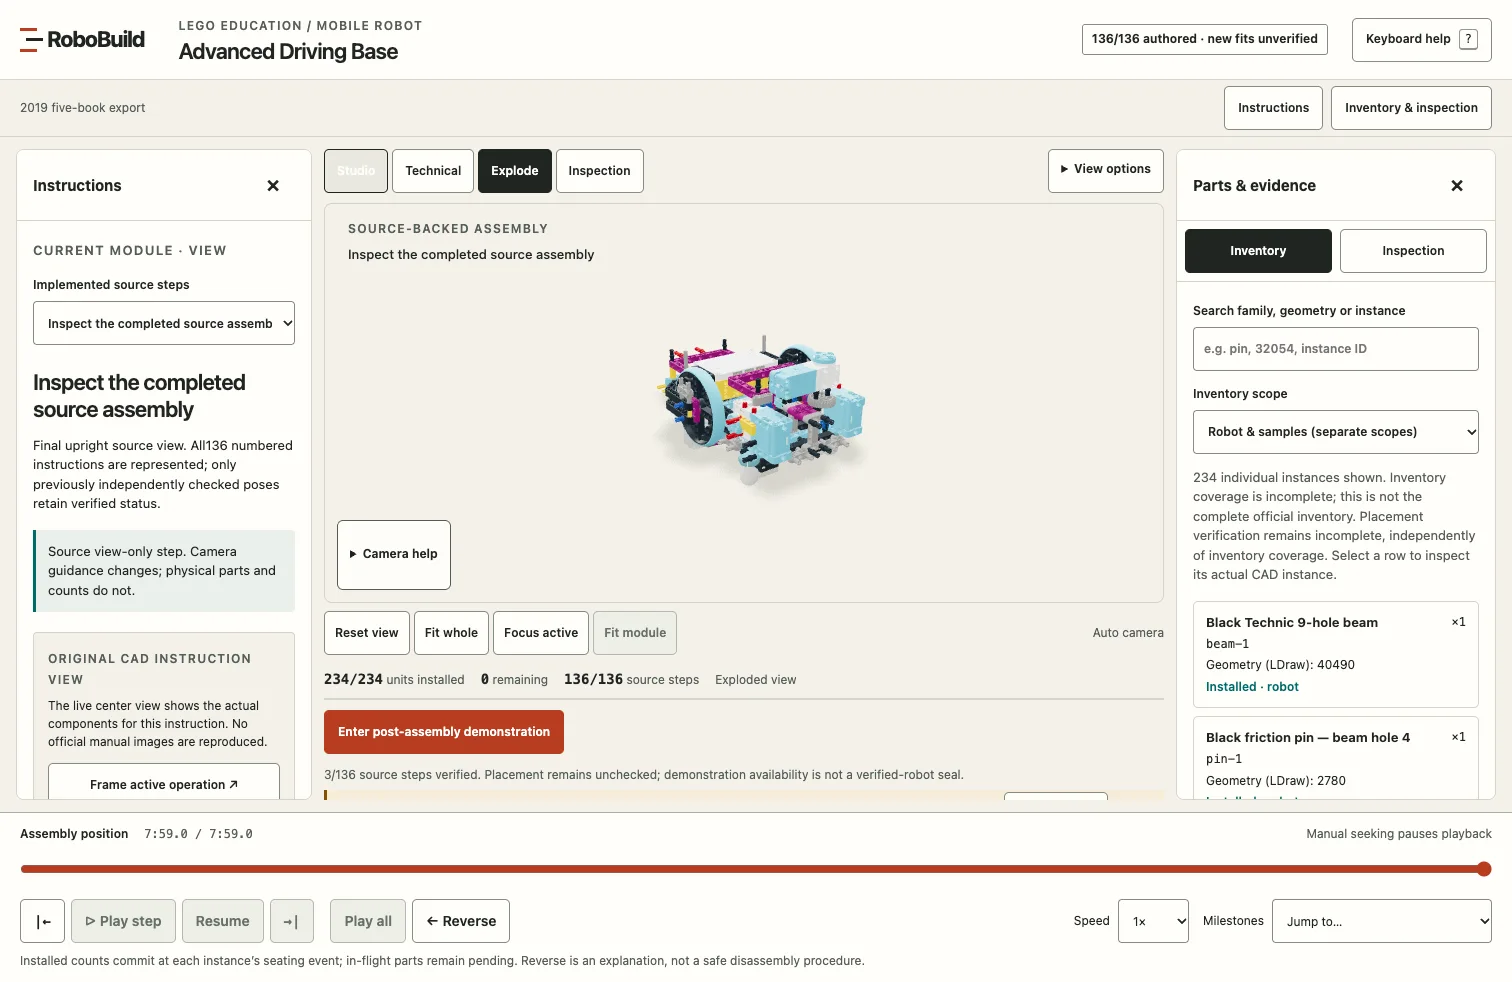 RoboBuild
LEGO EDUCATION / MOBILE ROBOT
Advanced Driving Base
136/136 authored · new fits unverified
Keyboard help ?
2019 five-book export
Instructions
Inventory & inspection
Instructions
CURRENT MODULE · VIEW
Implemented source steps
Inspect the completed source assemb
Inspect the completed
source assembly
Final upright source view. All136 numbered
instructions are represented; only
previously independently checked poses
retain verified status.
Source view-only step. Camera
guidance changes; physical parts and
counts do not.
ORIGINAL CAD INSTRUCTION
VIEW
The live center view shows the actual
components for this instruction. No
official manual images are reproduced.
Frame active operation ↗
Studio
Technical
Explode
Inspection
View options
SOURCE-BACKED ASSEMBLY
Inspect the completed source assembly
Camera help
Reset view
Fit whole
Focus active
Fit module
Auto camera
234/234 units installed 0 remaining 136/136 source steps Exploded view
Enter post-assembly demonstration
3/136 source steps verified. Placement remains unchecked; demonstration availability is not a verified-robot seal.
Parts & evidence
Inventory
Inspection
Search family, geometry or instance
e.g. pin, 32054, instance ID
Inventory scope
Robot & samples (separate scopes)
234 individual instances shown. Inventory
coverage is incomplete; this is not the
complete official inventory. Placement
verification remains incomplete, independently
of inventory coverage. Select a row to inspect
its actual CAD instance.
Black Technic 9-hole beam ×1
beam-1
Geometry (LDraw): 40490
Installed · robot
Black friction pin — beam hole 4 ×1
pin-1
Geometry (LDraw): 2780
Assembly position 7:59.0 / 7:59.0
Manual seeking pauses playback
|← ▷ Play step Resume →| Play all ← Reverse
Speed 1× Milestones Jump to...
Installed counts commit at each instance's seating event; in-flight parts remain pending. Reverse is an explanation, not a safe disassembly procedure.